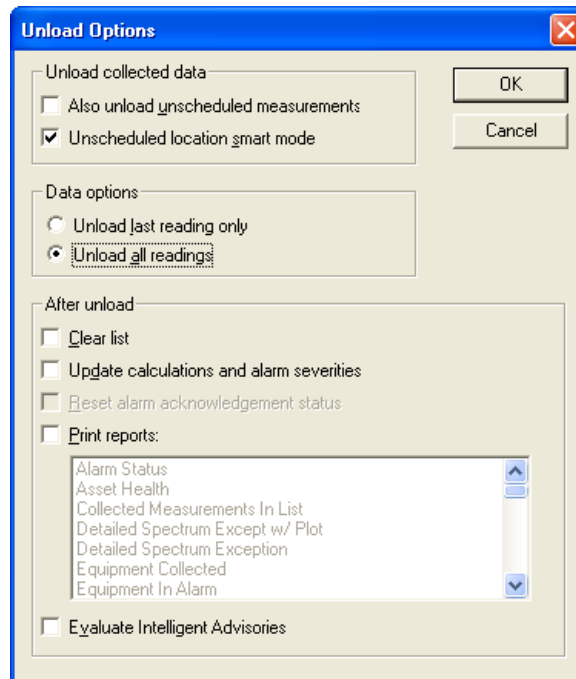 Unload Options
Unload collected data
Also unload unscheduled measurements
Unscheduled location smart mode
OK
Cancel
Data options
Unload last reading only
Unload all readings
After unload
Clear list
Update calculations and alarm severities
Reset alarm acknowledgement status
Print reports:
Alarm Status
Asset Health
Collected Measurements In List
Detailed Spectrum Except w/ Plot
Detailed Spectrum Exception
Equipment Collected
Equipment In Alarm
Evaluate Intelligent Advisories